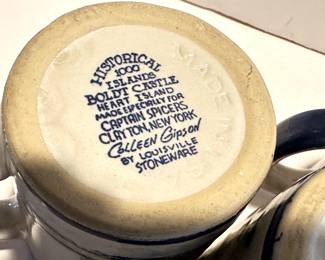 HISTORICAL
1000
ISLANDS
BOLDT CASTLE
HEART ISLAND
MADE ESPECIALLY FOR
CAPTAIN SPICERS
CLAYTON, NEW YORK
Colleen Gipson
BY LOUISVILLE
STONEWARE
MADE IN